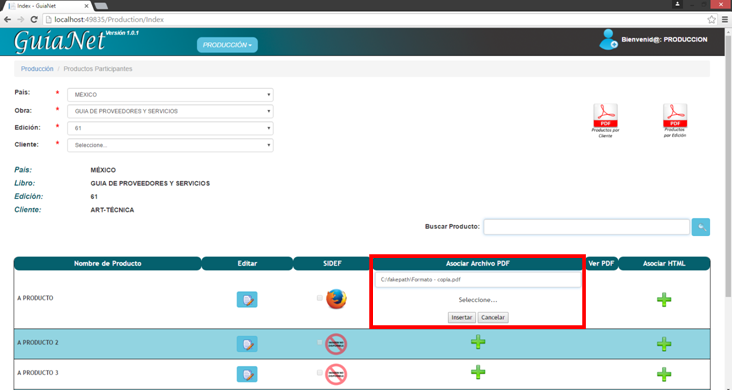 Index - GuiaNet
localhost:49835/Production/Index
GuíaNet Versión 1.0.1
PRODUCCIÓN
Bienvenid@: PRODUCCION
Producción / Productos Participantes
País: * MÉXICO
Obra: * GUIA DE PROVEEDORES Y SERVICIOS
Edición: * 61
Cliente: * Seleccione...
PDF PDF
Productos por Productos
Cliente por Edición
País: MÉXICO
Libro: GUIA DE PROVEEDORES Y SERVICIOS
Edición: 61
Cliente: ART-TÉCNICA
Buscar Producto:
Nombre de Producto Editar SIDEF Asociar Archivo PDF Ver PDF Asociar HTML
C:\fakepath\Formato - copia.pdf
A PRODUCTO Seleccione...
Insertar Cancelar
A PRODUCTO 2
A PRODUCTO 3